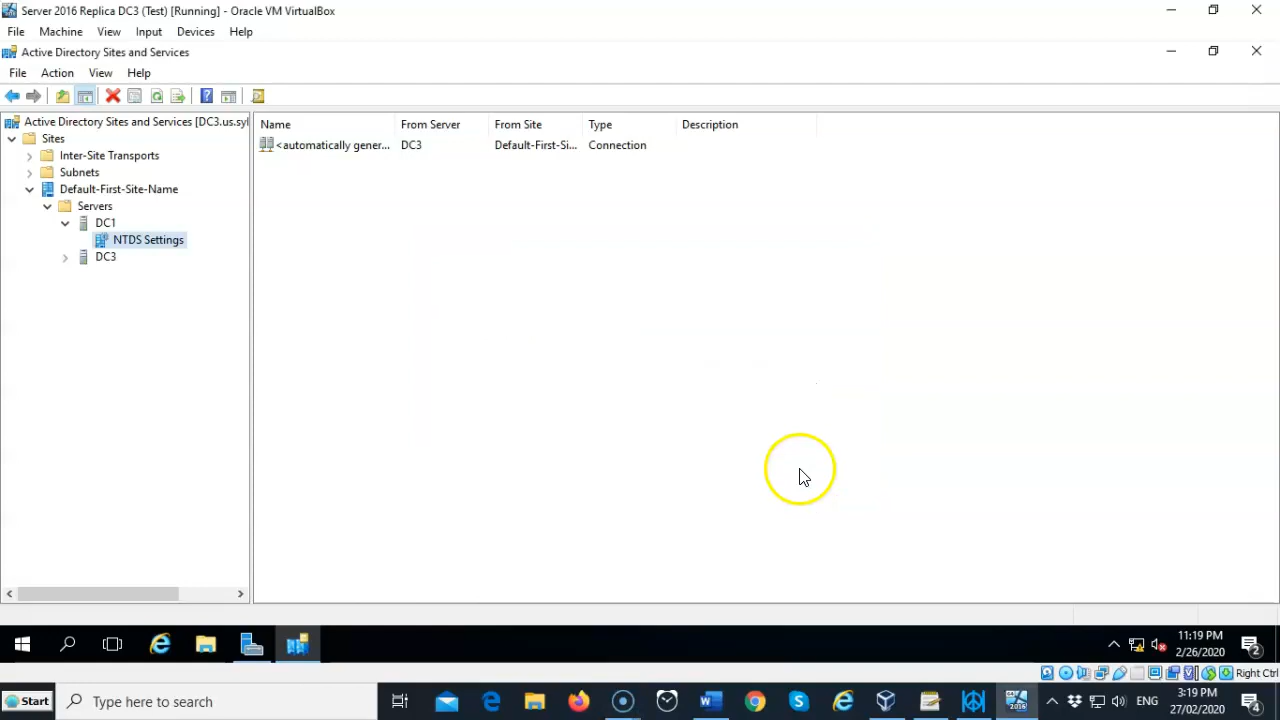 Server 2016 Replica DC3 (Test) [Running] - Oracle VM VirtualBox
File Machine View Input Devices Help
Active Directory Sites and Services
File Action View Help
Active Directory Sites and Services [DC3.us.syl
Sites
Inter-Site Transports
Subnets
Default-First-Site-Name
Servers
DC1
NTDS Settings
DC3
Name From Server From Site Type Description
<automatically gener... DC3 Default-First-Si... Connection
11:19 PM
2/26/2020
2
Right Ctrl
Start
Type here to search
ENG
3:19 PM
27/02/2020
4